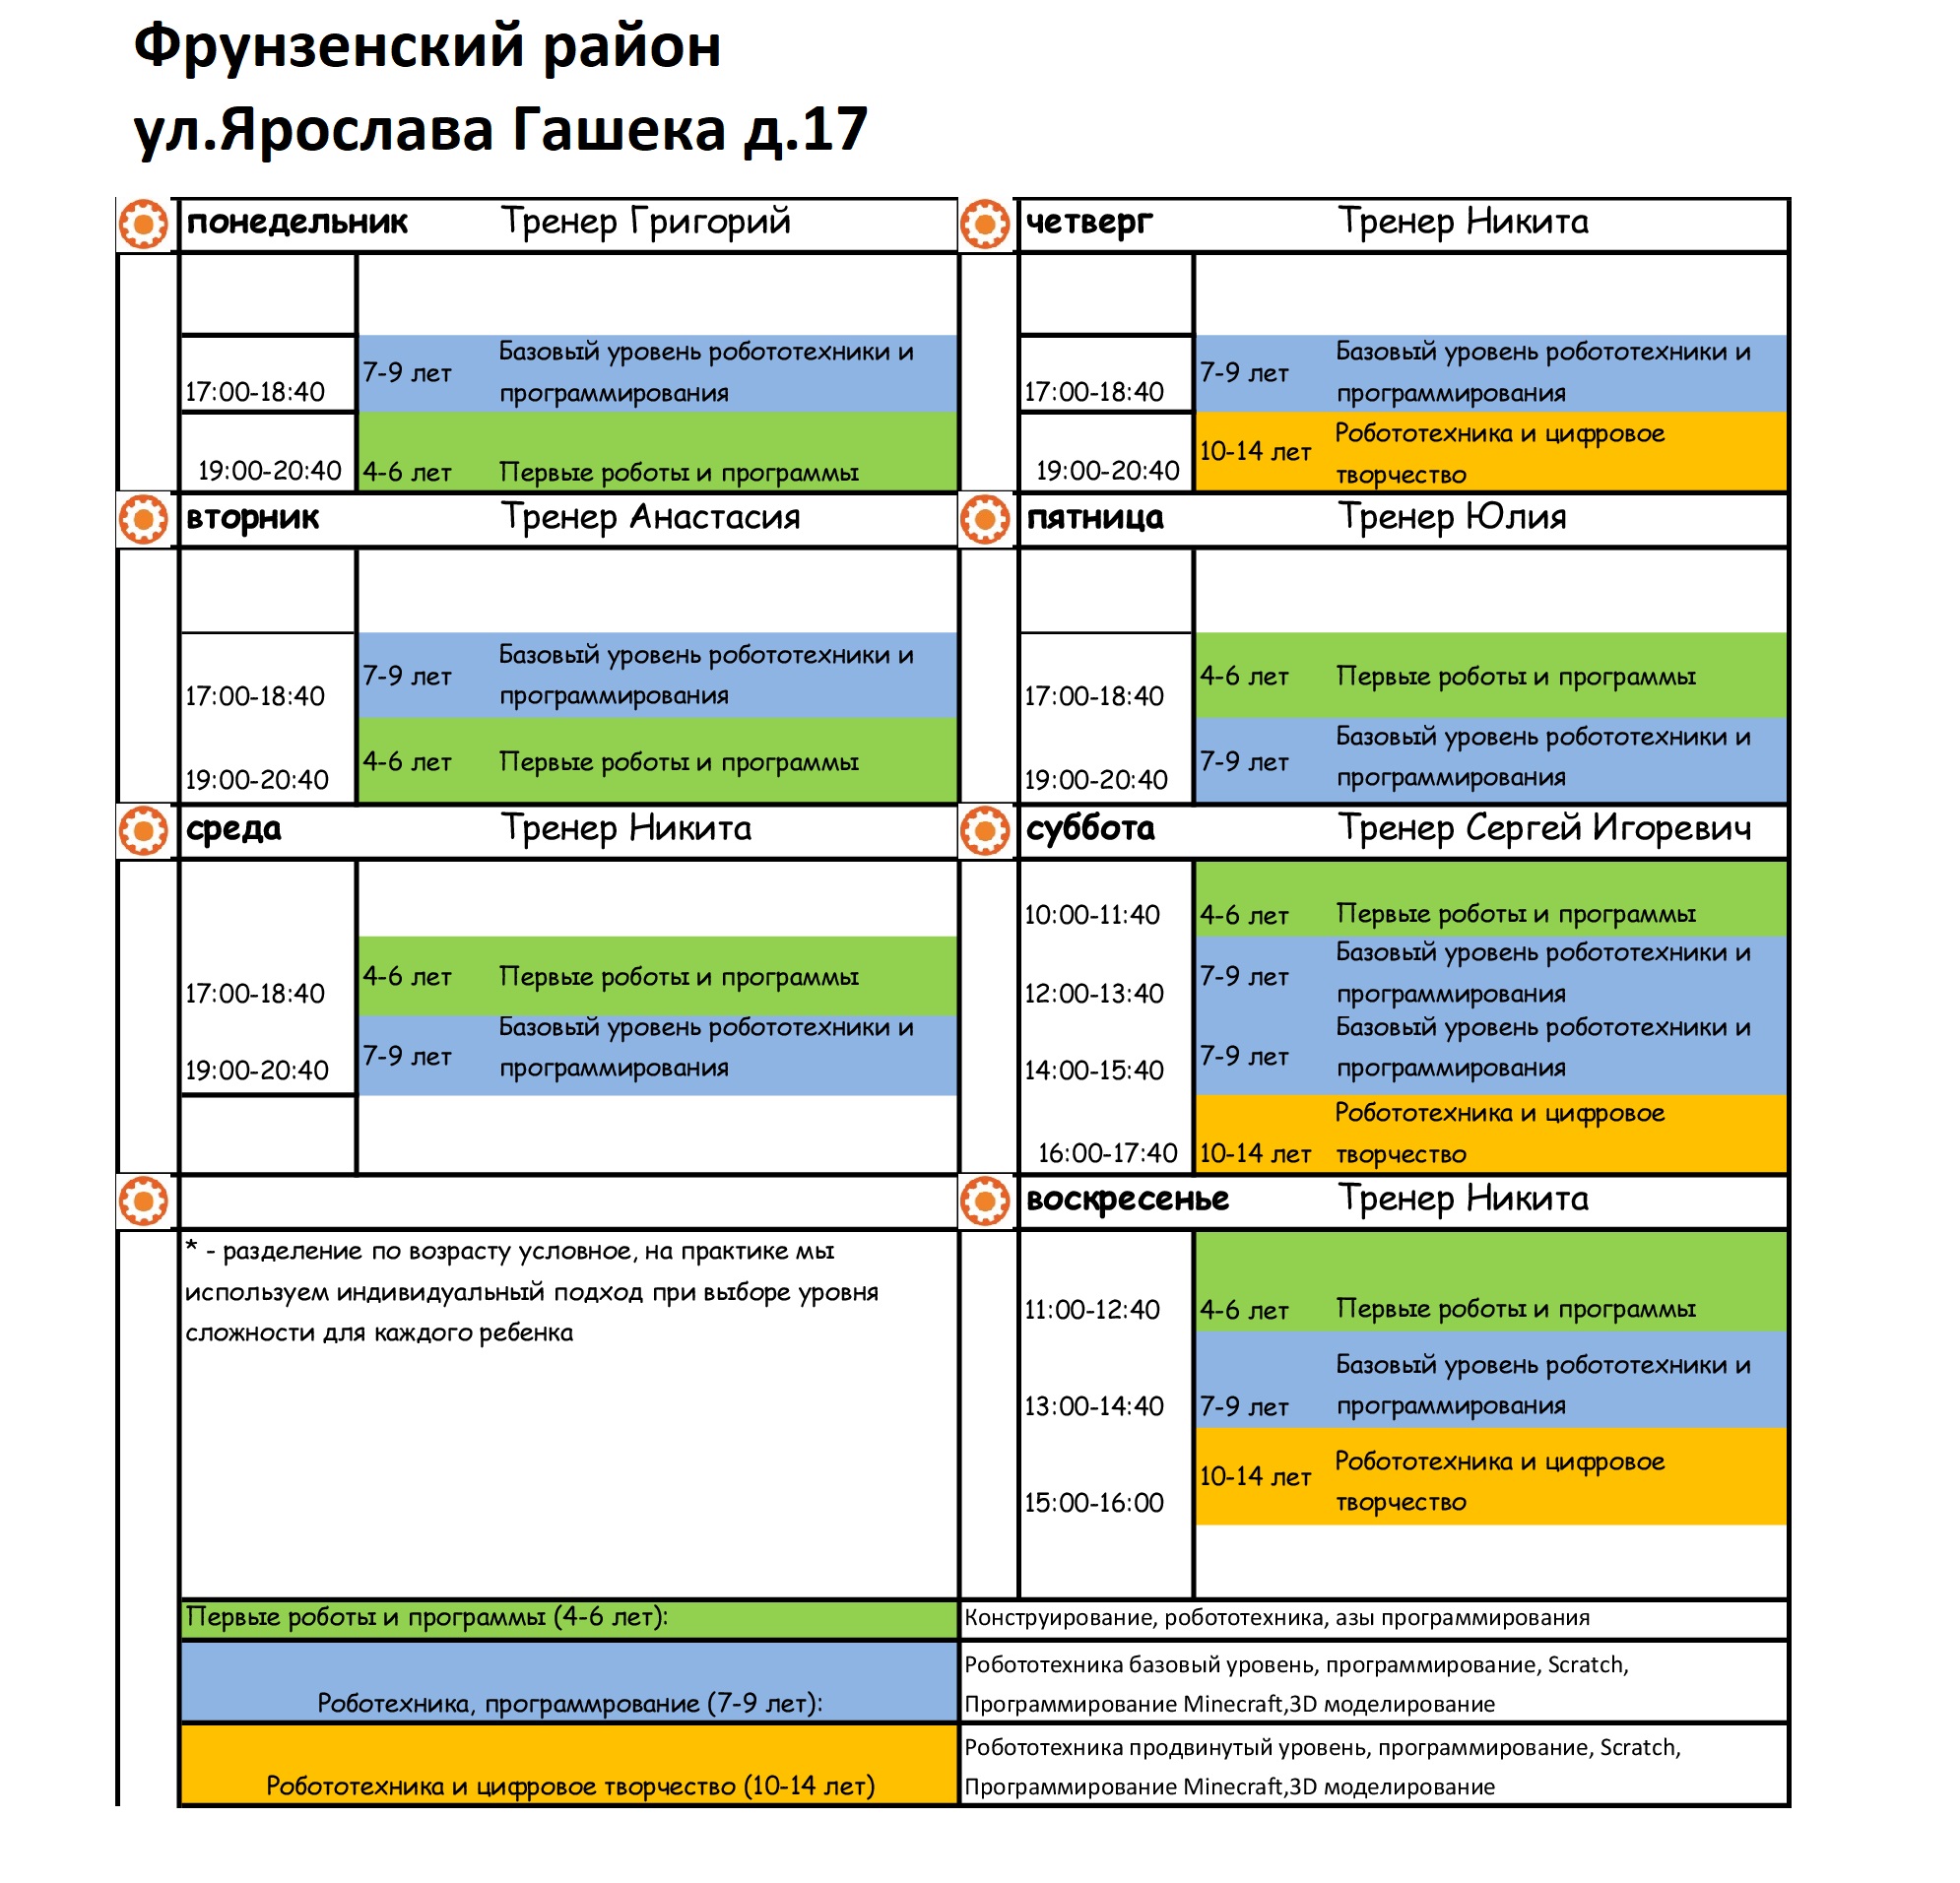 Фрунзенский район
ул.Ярослава Гашека д.17
понедельник Тренер Григорий
17:00-18:40 7-9 лет Базовый уровень робототехники и
программирования
19:00-20:40 4-6 лет Первые роботы и программы
четверг Тренер Никита
17:00-18:40 7-9 лет Базовый уровень робототехники и
программирования
19:00-20:40 10-14 лет Робототехника и цифровое
творчество
вторник Тренер Анастасия
17:00-18:40 7-9 лет Базовый уровень робототехники и
программирования
19:00-20:40 4-6 лет Первые роботы и программы
пятница Тренер Юлия
17:00-18:40 4-6 лет Первые роботы и программы
19:00-20:40 7-9 лет Базовый уровень робототехники и
программирования
среда Тренер Никита
17:00-18:40 4-6 лет Первые роботы и программы
19:00-20:40 7-9 лет Базовый уровень робототехники и
программирования
суббота Тренер Сергей Игоревич
10:00-11:40 4-6 лет Первые роботы и программы
12:00-13:40 7-9 лет Базовый уровень робототехники и
программирования
14:00-15:40 7-9 лет Базовый уровень робототехники и
программирования
16:00-17:40 10-14 лет Робототехника и цифровое
творчество
* - разделение по возрасту условное, на практике мы
используем индивидуальный подход при выборе уровня
сложности для каждого ребенка
воскресенье Тренер Никита
11:00-12:40 4-6 лет Первые роботы и программы
13:00-14:40 7-9 лет Базовый уровень робототехники и
программирования
15:00-16:00 10-14 лет Робототехника и цифровое
творчество
Первые роботы и программы (4-6 лет): Конструирование, робототехника, азы программирования
Роботехника, программрование (7-9 лет): Робототехника базовый уровень, программирование, Scratch,
Программирование Minecraft,3D моделирование
Робототехника и цифровое творчество (10-14 лет) Робототехника продвинутый уровень, программирование, Scratch,
Программирование Minecraft,3D моделирование